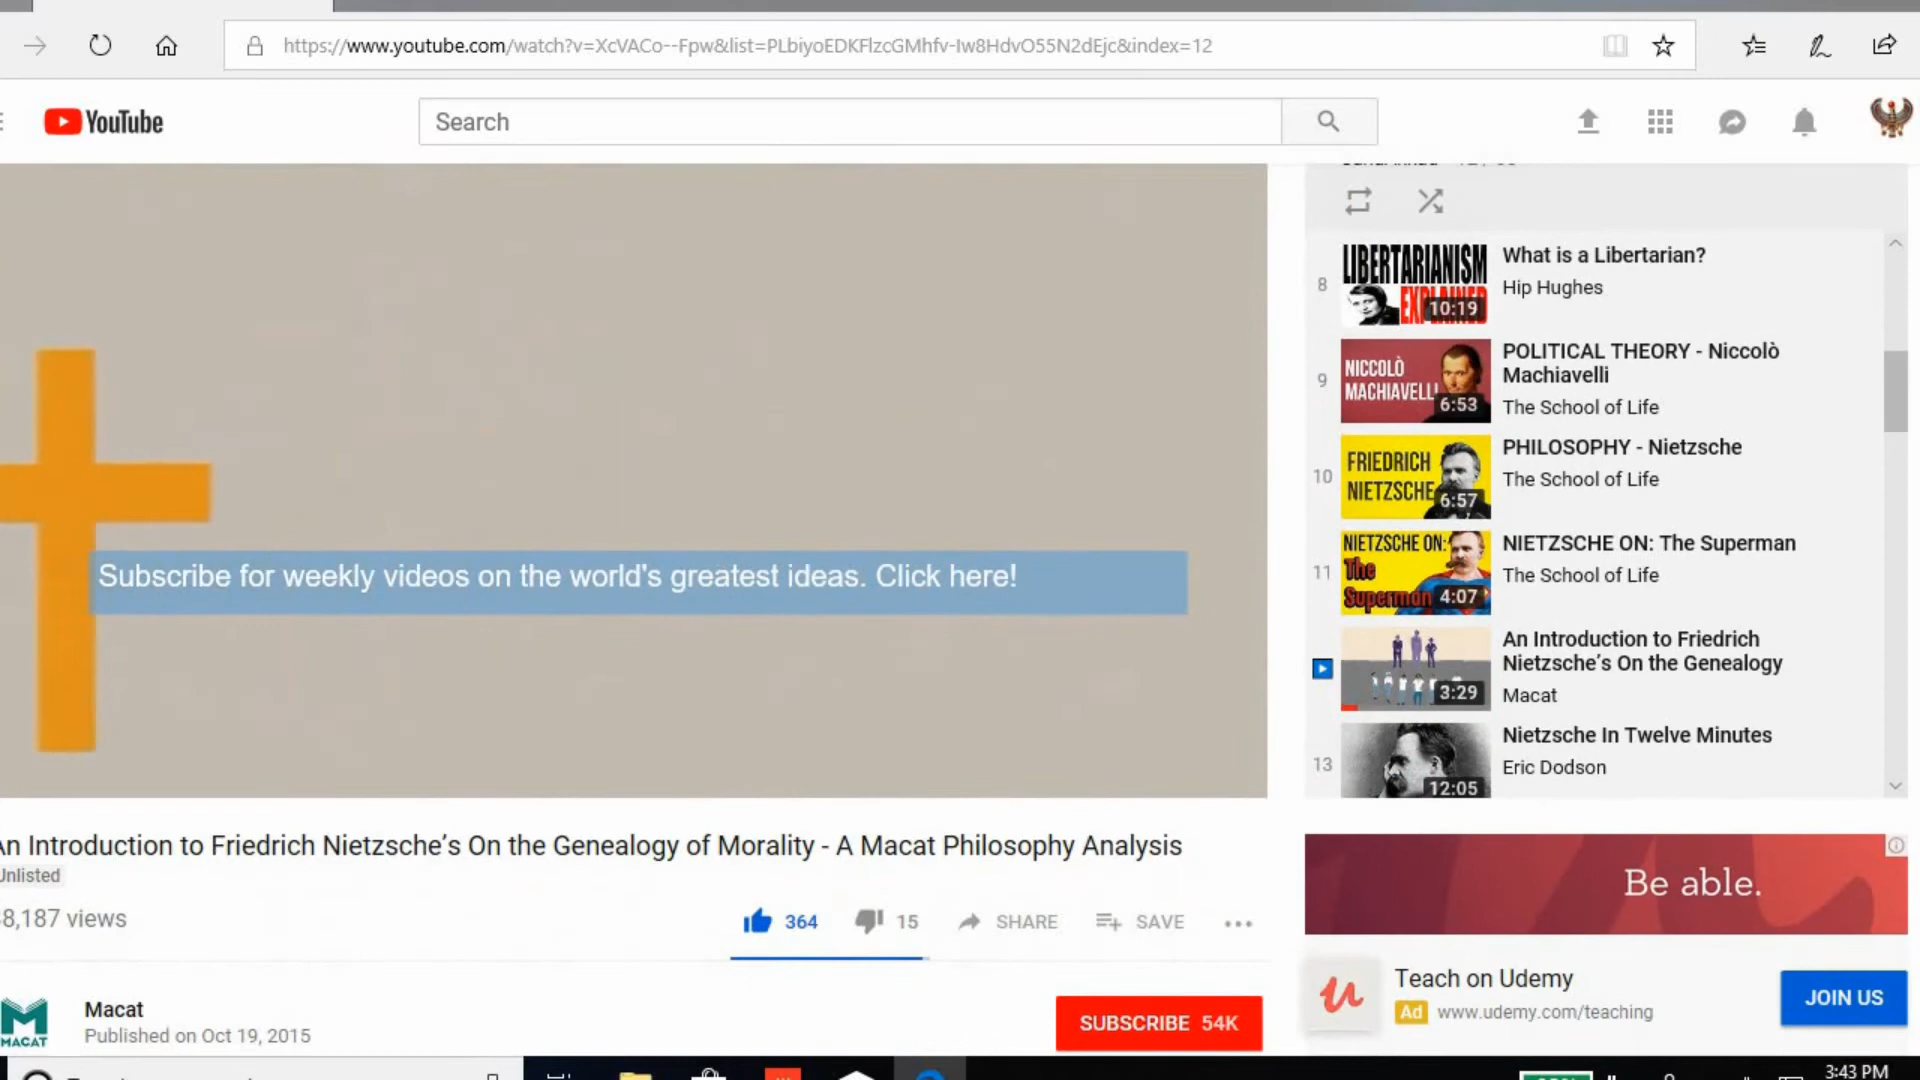 https://www.youtube.com/watch?v=XcVACo--Fpw&list=PLbiyoEDKFlzcGMhfv-Iw8HdvO55N2dEjc&index=12
YouTube
Search
LIBERTARIANISM
EXPLAINED
10:19
8
What is a Libertarian?
Hip Hughes
NICCOLÒ
MACHIAVELLI
6:53
9
POLITICAL THEORY - Niccolò
Machiavelli
The School of Life
FRIEDRICH
NIETZSCHE
6:57
10
PHILOSOPHY - Nietzsche
The School of Life
NIETZSCHE ON:
The
Superman
4:07
11
NIETZSCHE ON: The Superman
The School of Life
3:29
An Introduction to Friedrich
Nietzsche’s On the Genealogy
Macat
12:05
13
Nietzsche In Twelve Minutes
Eric Dodson
Subscribe for weekly videos on the world's greatest ideas. Click here!
An Introduction to Friedrich Nietzsche’s On the Genealogy of Morality - A Macat Philosophy Analysis
Unlisted
8,187 views
364
15
SHARE
SAVE
MACAT
Macat
Published on Oct 19, 2015
SUBSCRIBE 54K
Be able.
Teach on Udemy
Ad www.udemy.com/teaching
JOIN US
3:43 PM